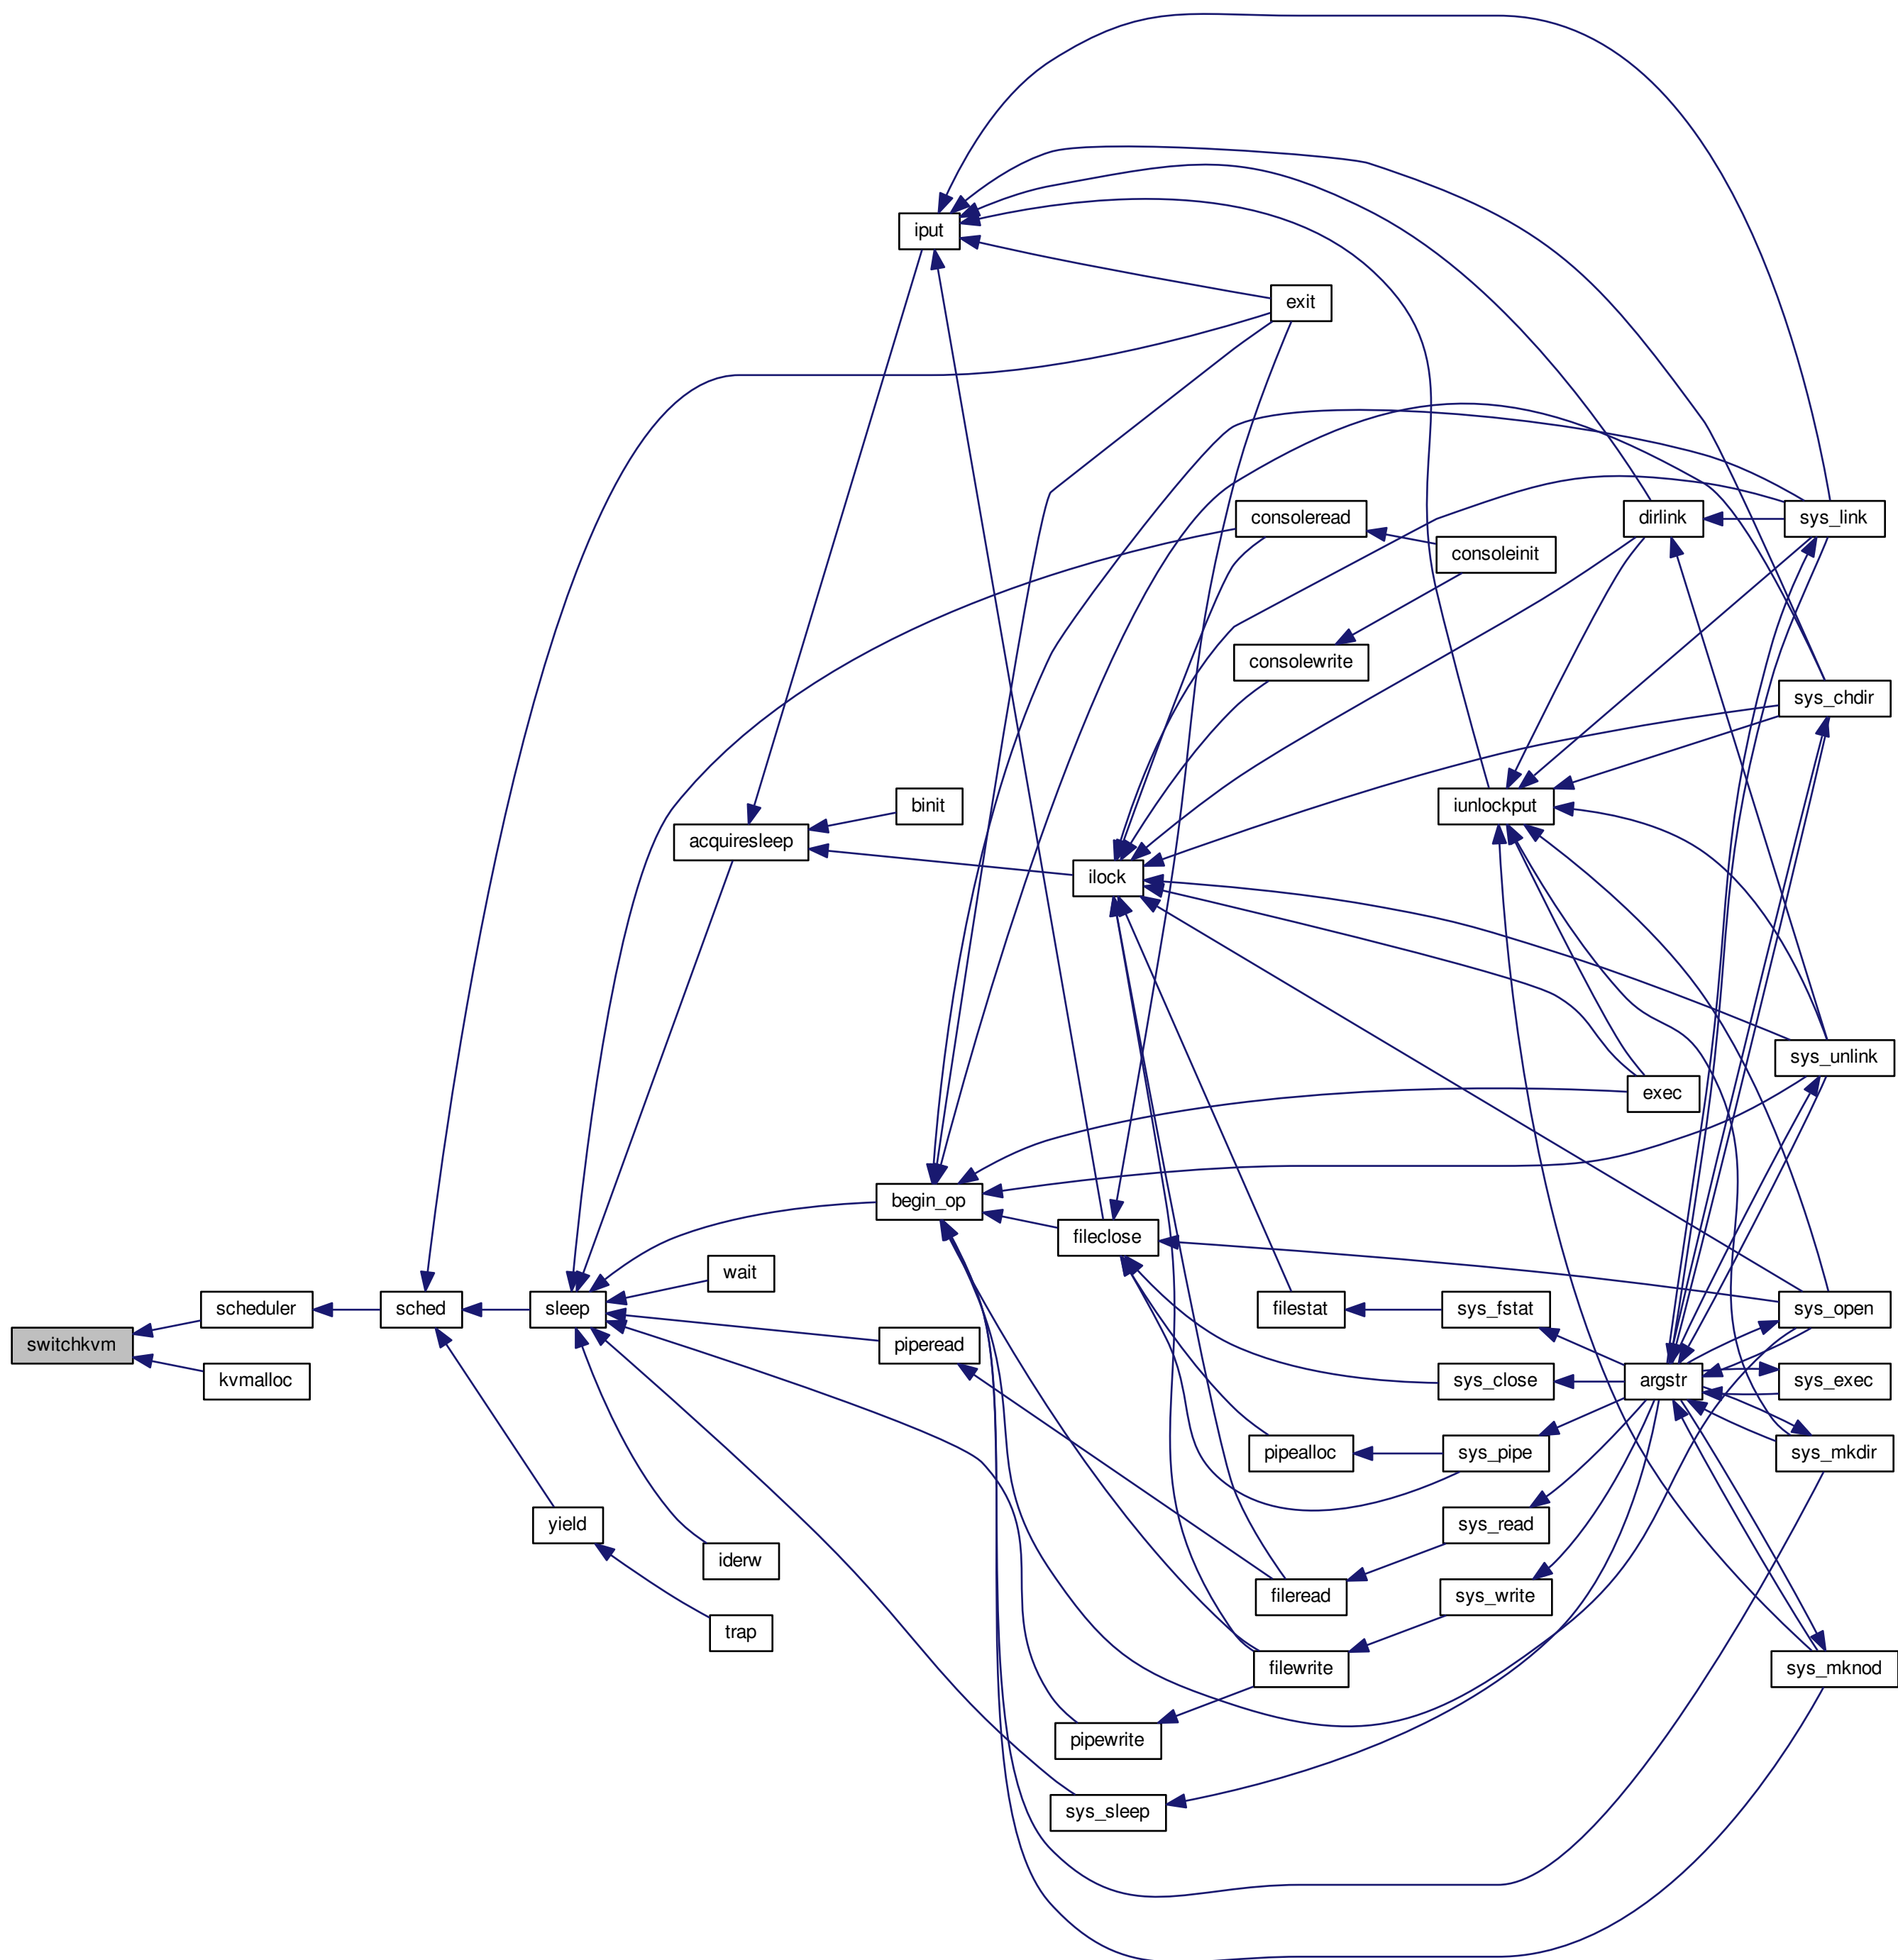 iput
exit
consoleread
dirlink
sys_link
consoleinit
consolewrite
sys_chdir
binit
iunlockput
acquiresleep
ilock
sys_unlink
exec
begin_op
fileclose
wait
scheduler
sched
sleep
filestat
sys_fstat
sys_open
switchkvm
piperead
kvmalloc
sys_close
argstr
sys_exec
pipealloc
sys_pipe
sys_mkdir
yield
sys_read
iderw
fileread
sys_write
trap
filewrite
sys_mknod
pipewrite
sys_sleep